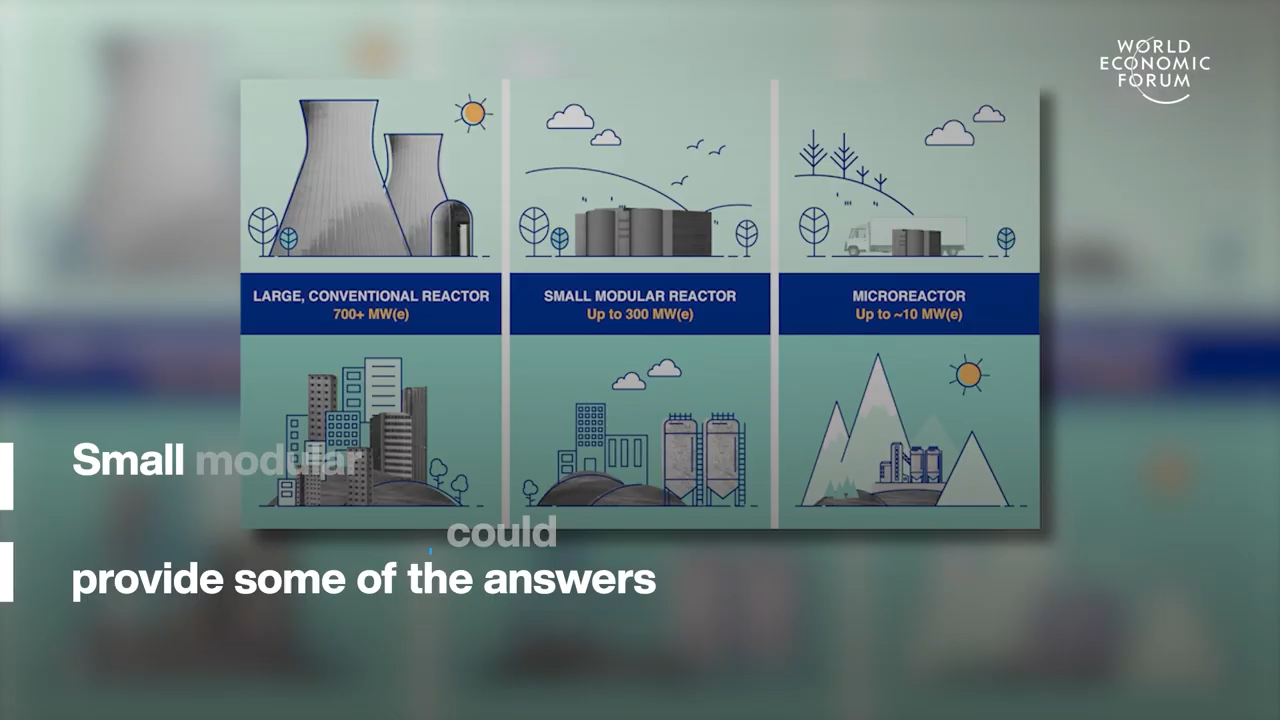 WORLD
ECONOMIC
FORUM
LARGE, CONVENTIONAL REACTOR
700+ MW(e)
SMALL MODULAR REACTOR
Up to 300 MW(e)
MICROREACTOR
Up to ~10 MW(e)
Small modular
could
provide some of the answers